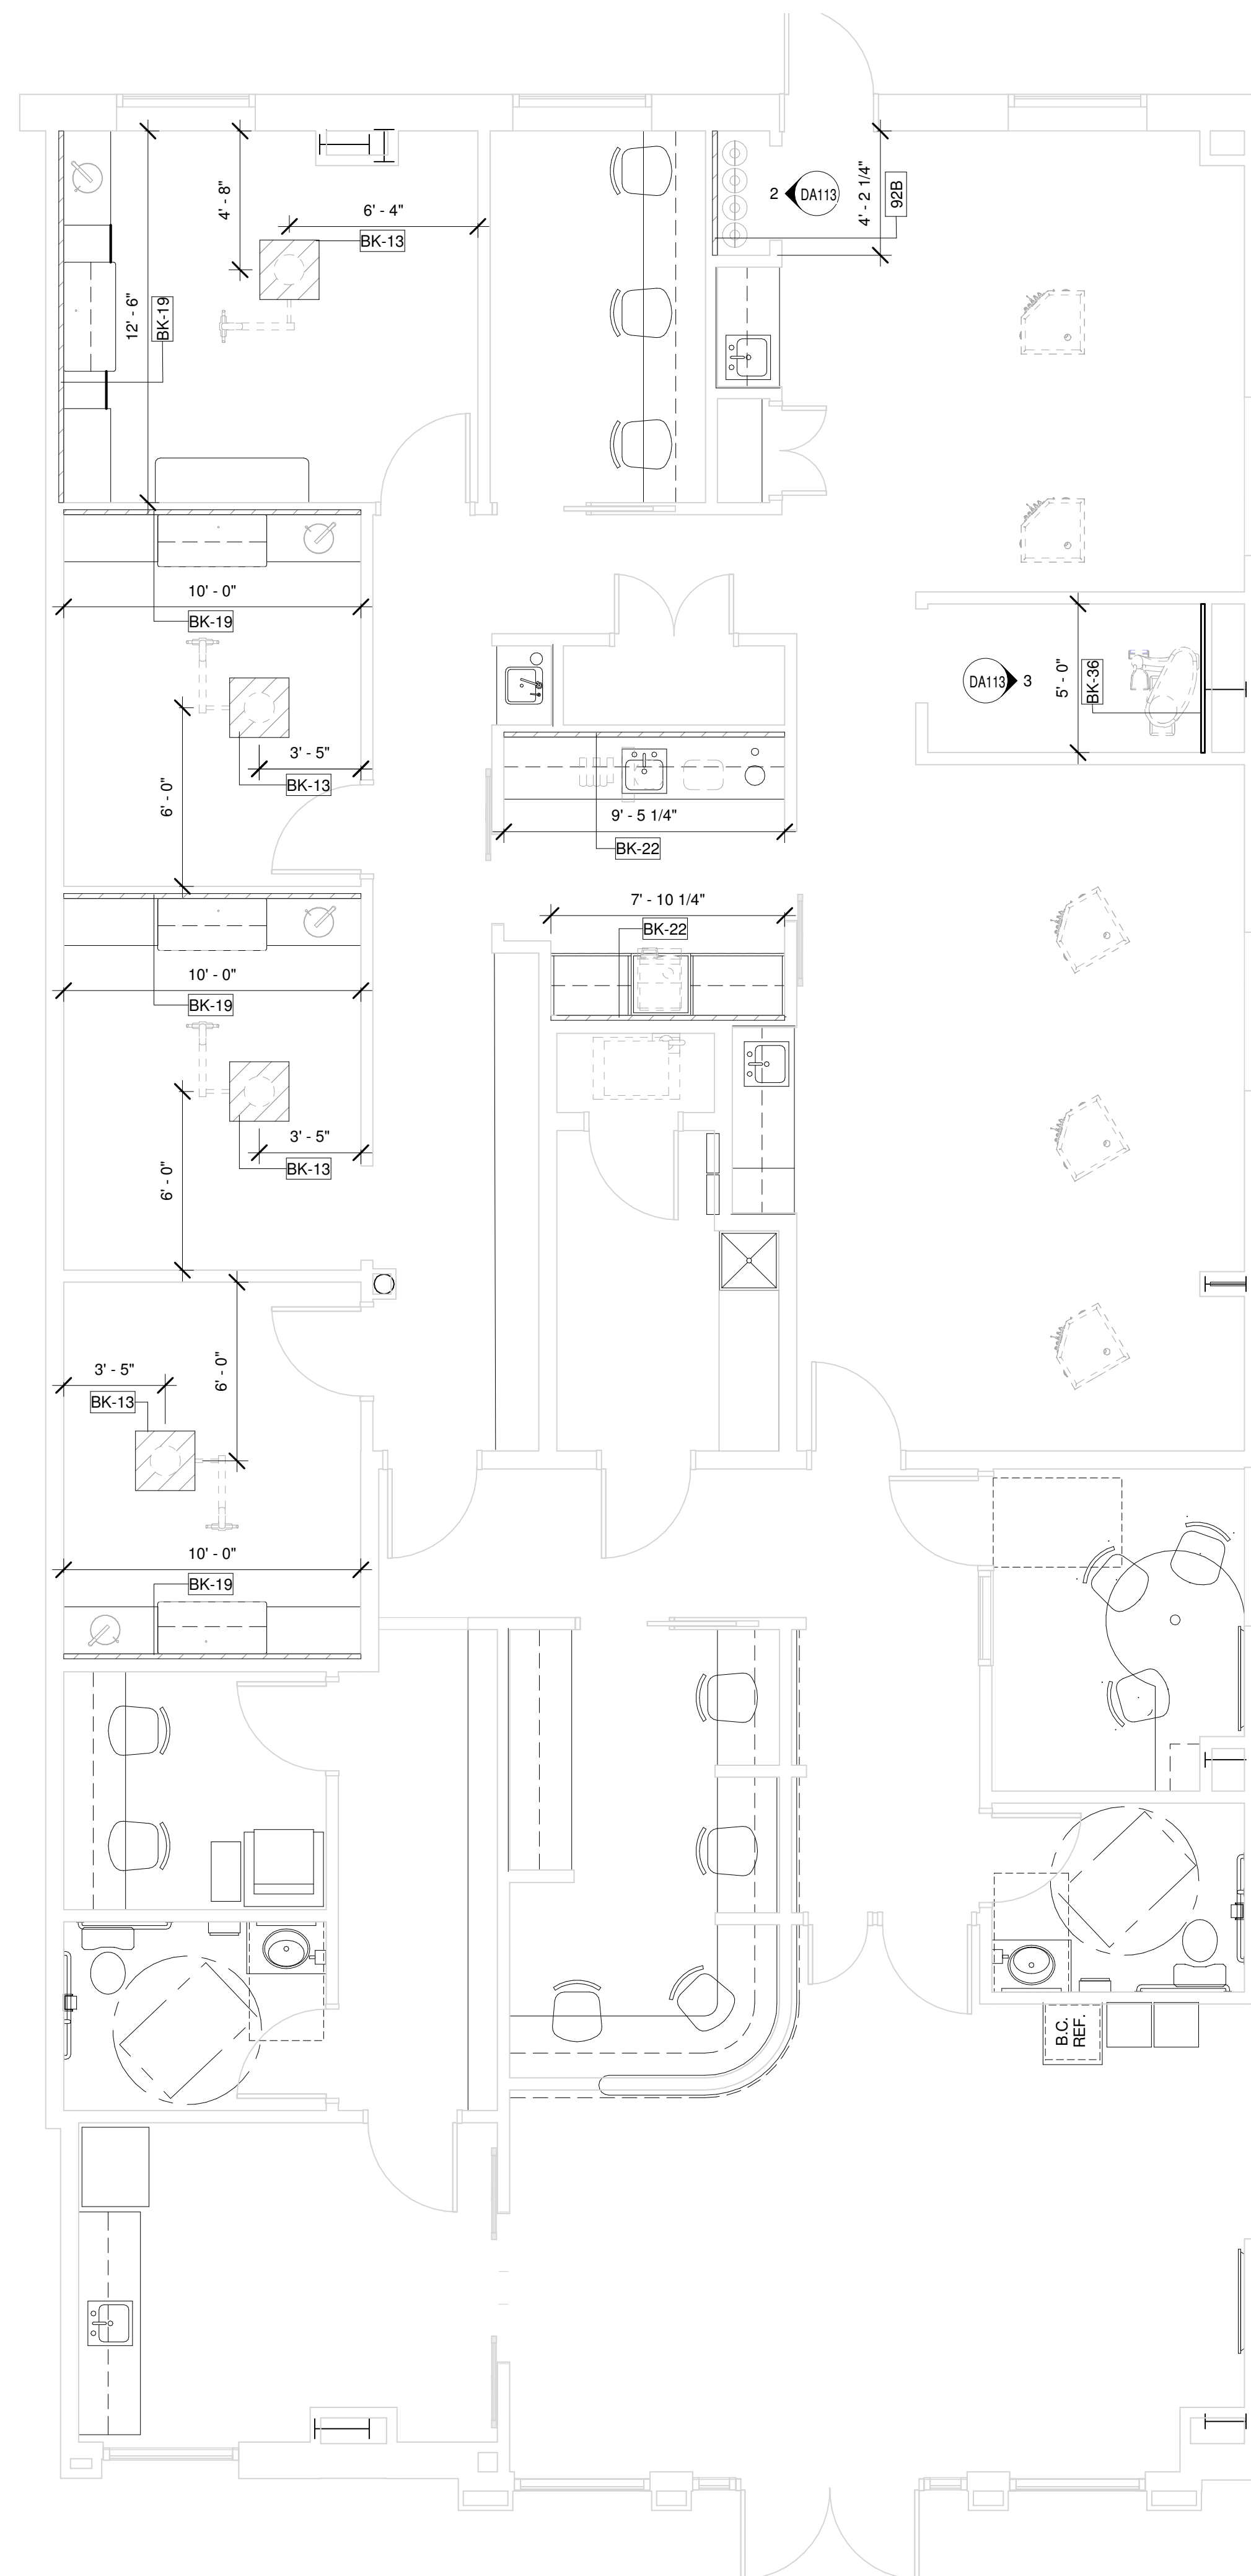 4' - 8"
6' - 4"
BK-13
12' - 6"
BK-19
2
DA113
4' - 2 1/4"
92B
10' - 0"
BK-19
3' - 5"
BK-13
6' - 0"
DA113
3
5' - 0"
BK-36
9' - 5 1/4"
BK-22
7' - 10 1/4"
BK-22
10' - 0"
BK-19
3' - 5"
BK-13
6' - 0"
3' - 5"
BK-13
6' - 0"
10' - 0"
BK-19
B.C.
REF.